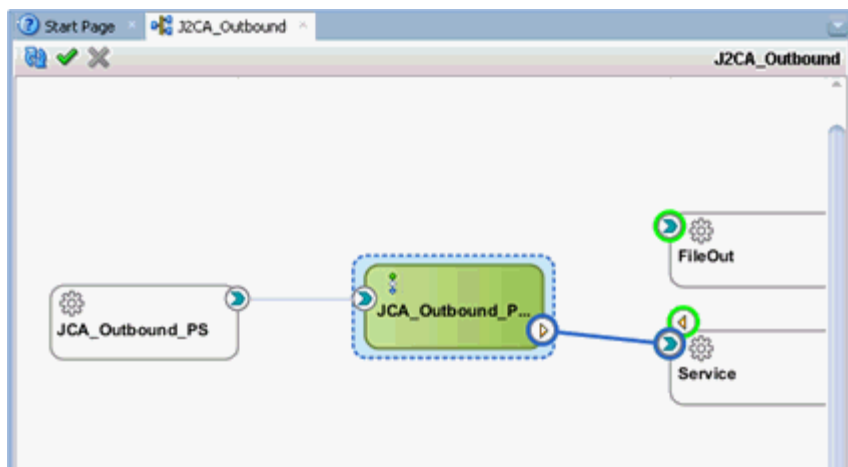 Start Page
J2CA_Outbound
J2CA_Outbound
FileOut
JCA_Outbound_PS
JCA_Outbound_P...
Service